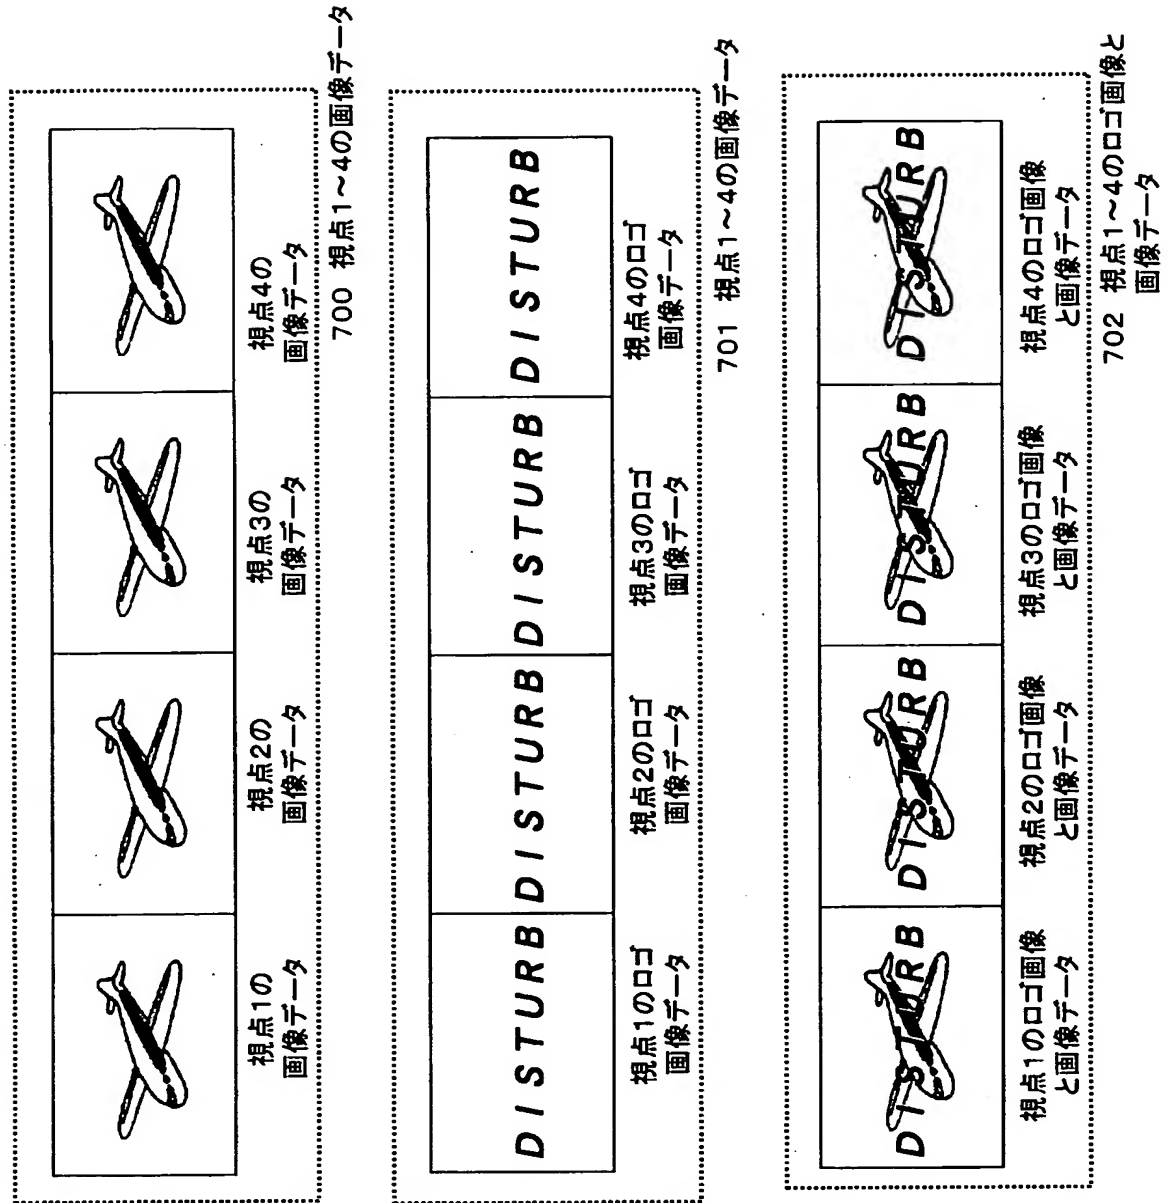 視点1の
画像データ
視点2の
画像データ
視点3の
画像データ
視点4の
画像データ
700 視点1~4の画像データ
DISTURB
DISTURB
DISTURB
DISTURB
視点1のロゴ
画像データ
視点2のロゴ
画像データ
視点3のロゴ
画像データ
視点4のロゴ
画像データ
701 視点1~4の画像データ
DISTURB
DISTURB
DISTURB
DISTURB
視点1のロゴ画像
と画像データ
視点2のロゴ画像
と画像データ
視点3のロゴ画像
と画像データ
視点4のロゴ画像
と画像データ
702 視点1~4のロゴ画像と
画像データ